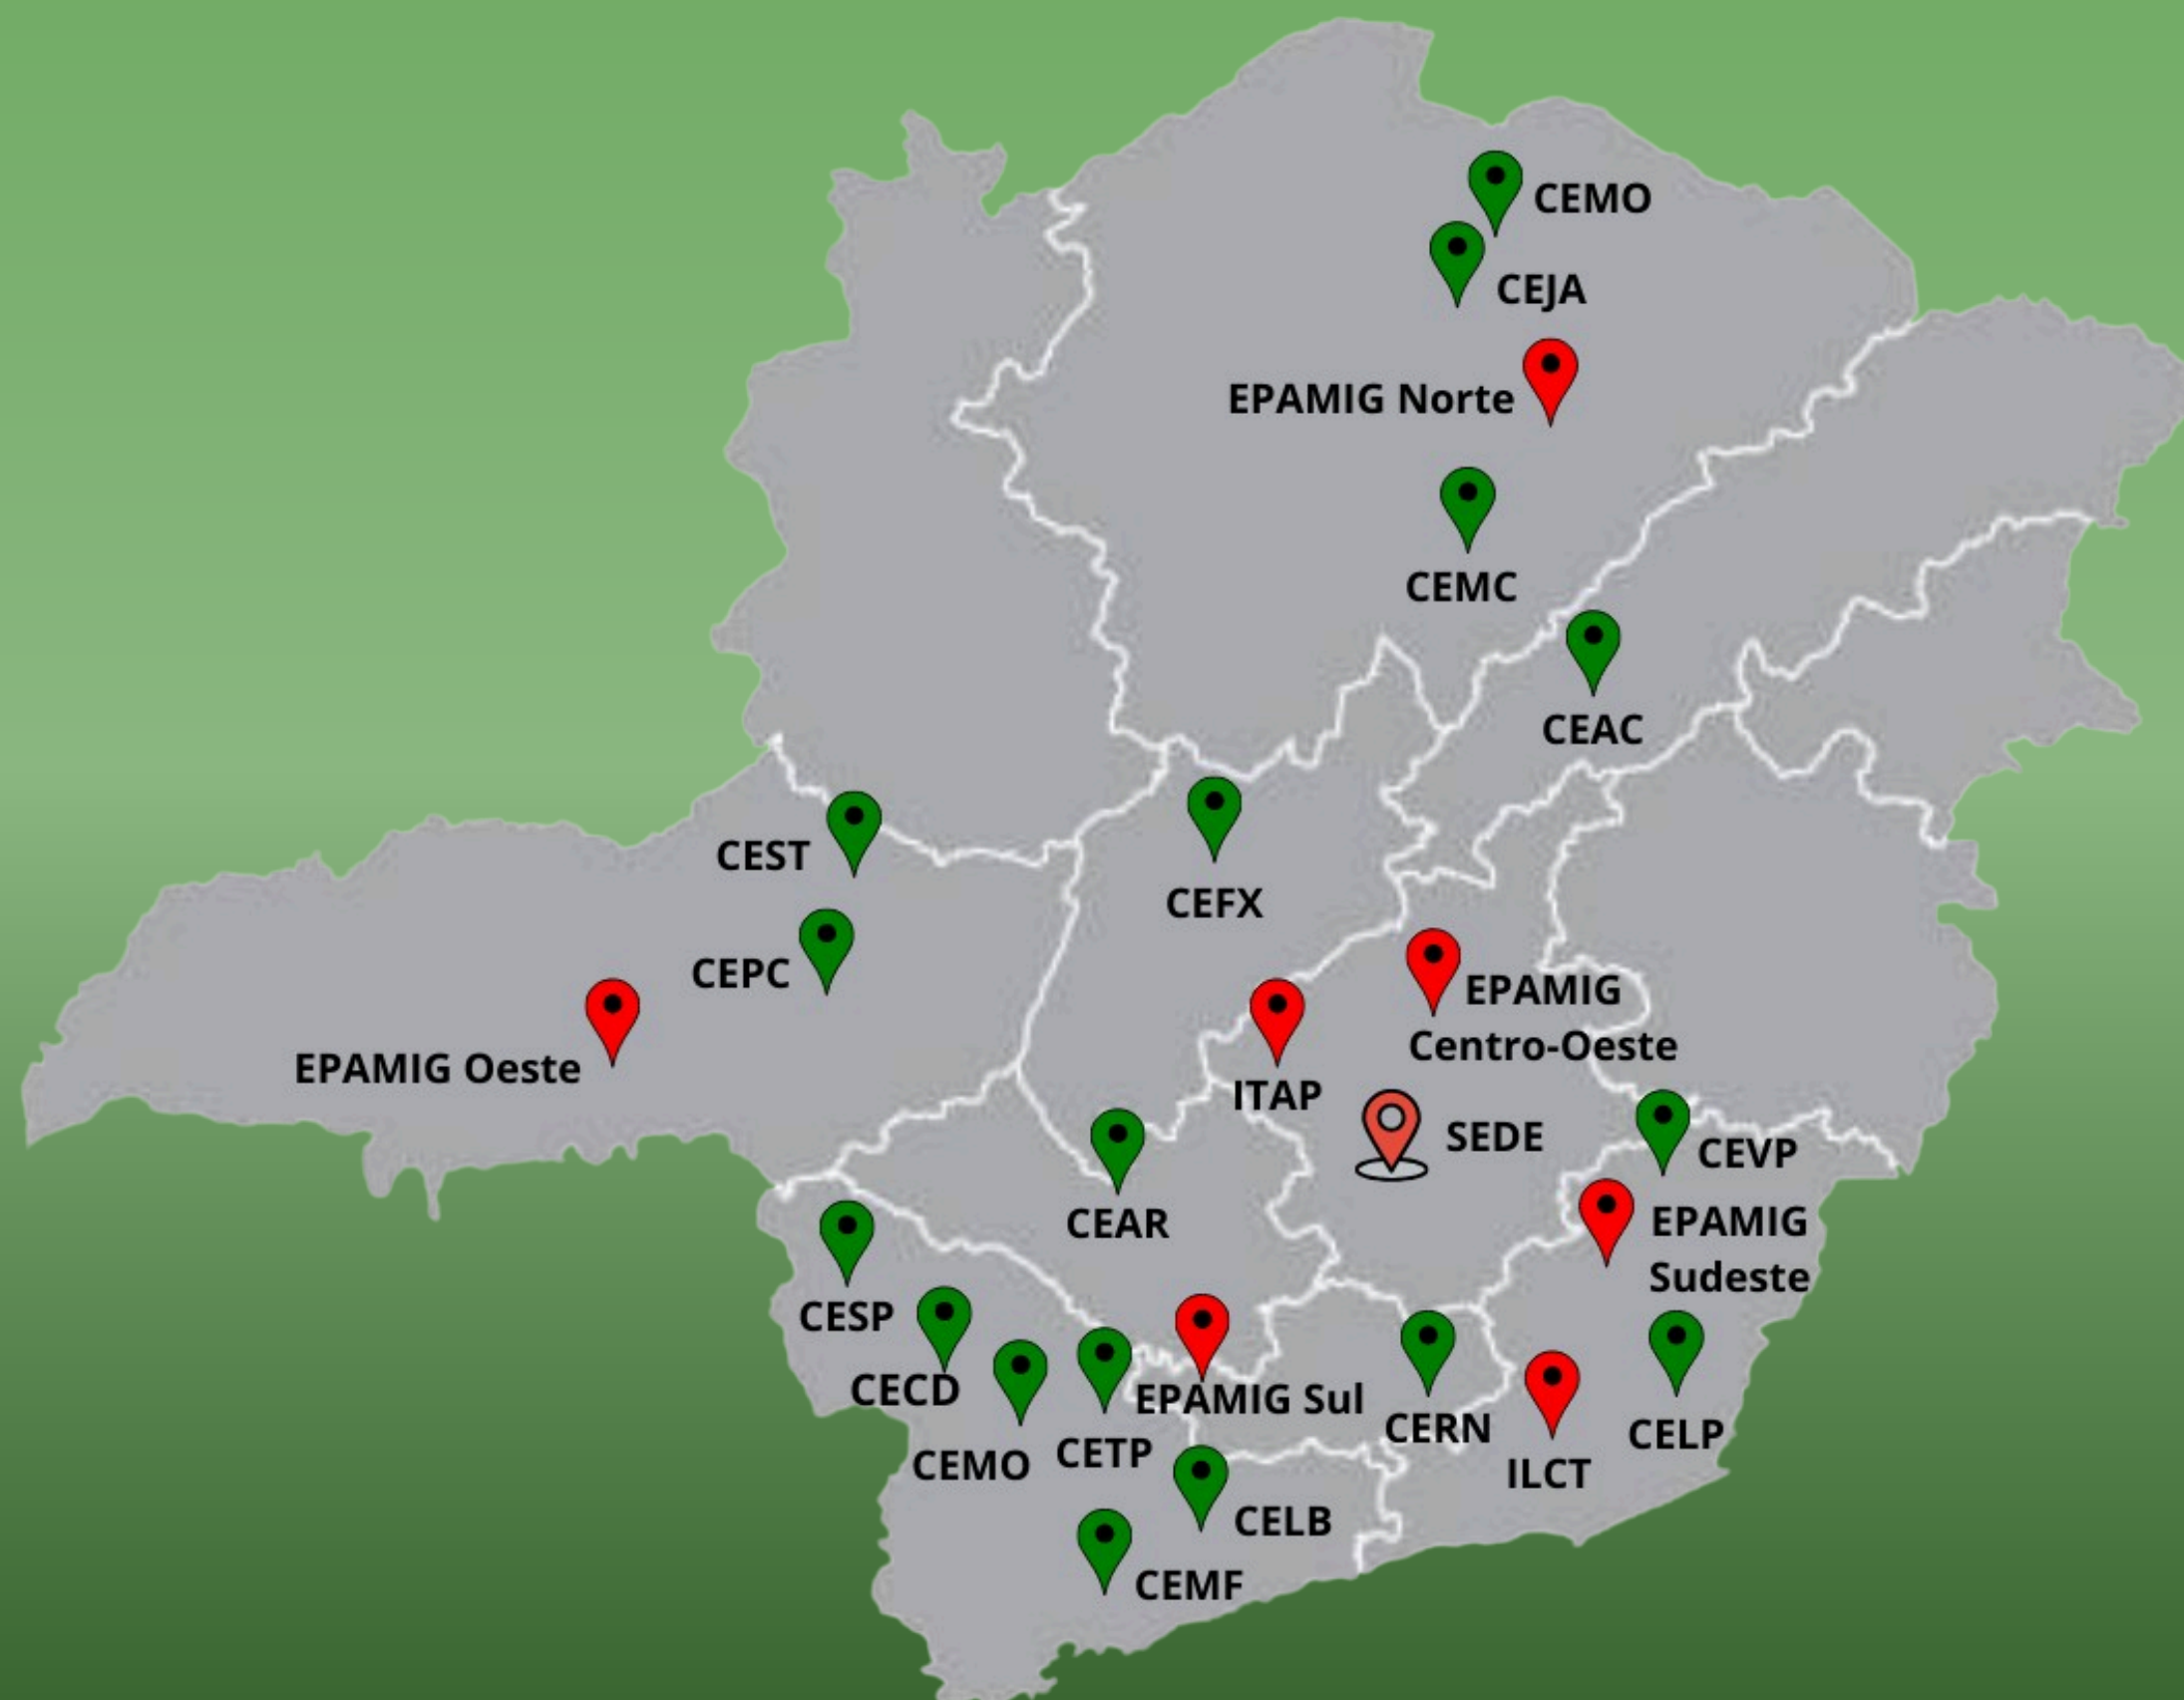 CEMO
CEJA
EPAMIG Norte
CEMC
CEAC
CEST
CEFX
CEPC
EPAMIG
Centro-Oeste
EPAMIG Oeste
ITAP
SEDE
CEVP
CEAR
EPAMIG
Sudeste
CESP
CECD
EPAMIG Sul
CERN
CELP
CETP
CEMO
ILCT
CELB
CEMF